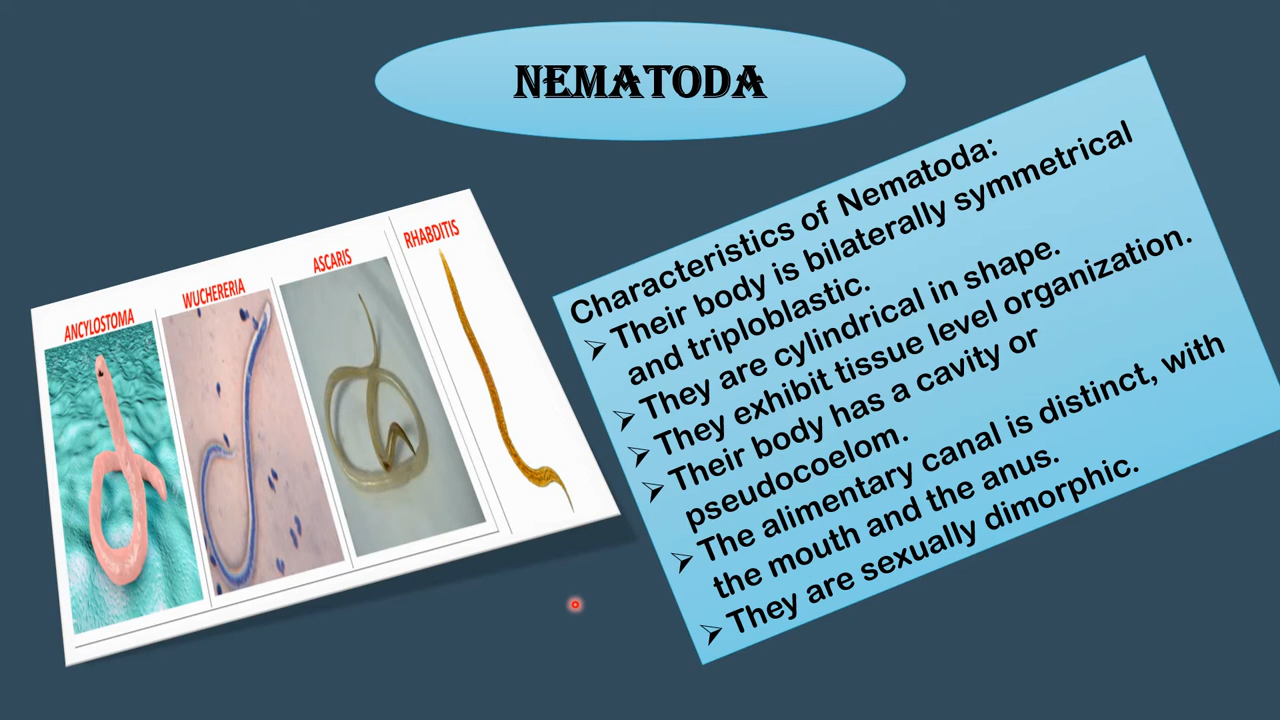 NEMATODA
ANCYLOSTOMA
WUCHERERIA
ASCARIS
RHABDITIS
Characteristics of Nematoda:
➢ Their body is bilaterally symmetrical
and triploblastic.
➢ They are cylindrical in shape.
➢ They exhibit tissue level organization.
➢ Their body has a cavity or
pseudocoelom.
➢ The alimentary canal is distinct, with
the mouth and the anus.
➢ They are sexually dimorphic.